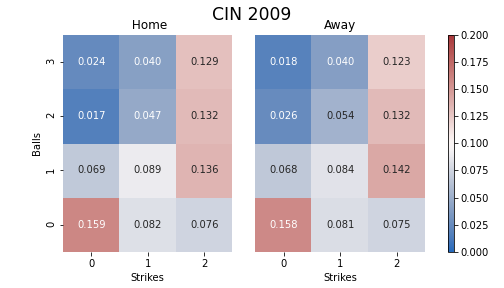 CIN 2009
Home
Away
3
0.024 0.040 0.129
0.018 0.040 0.123
2
0.017 0.047 0.132
0.026 0.054 0.132
Balls
1
0.069 0.089 0.136
0.068 0.084 0.142
0
0.159 0.082 0.076
0.158 0.081 0.075
0 1 2
0 1 2
Strikes
Strikes
0.200
0.175
0.150
0.125
0.100
0.075
0.050
0.025
0.000